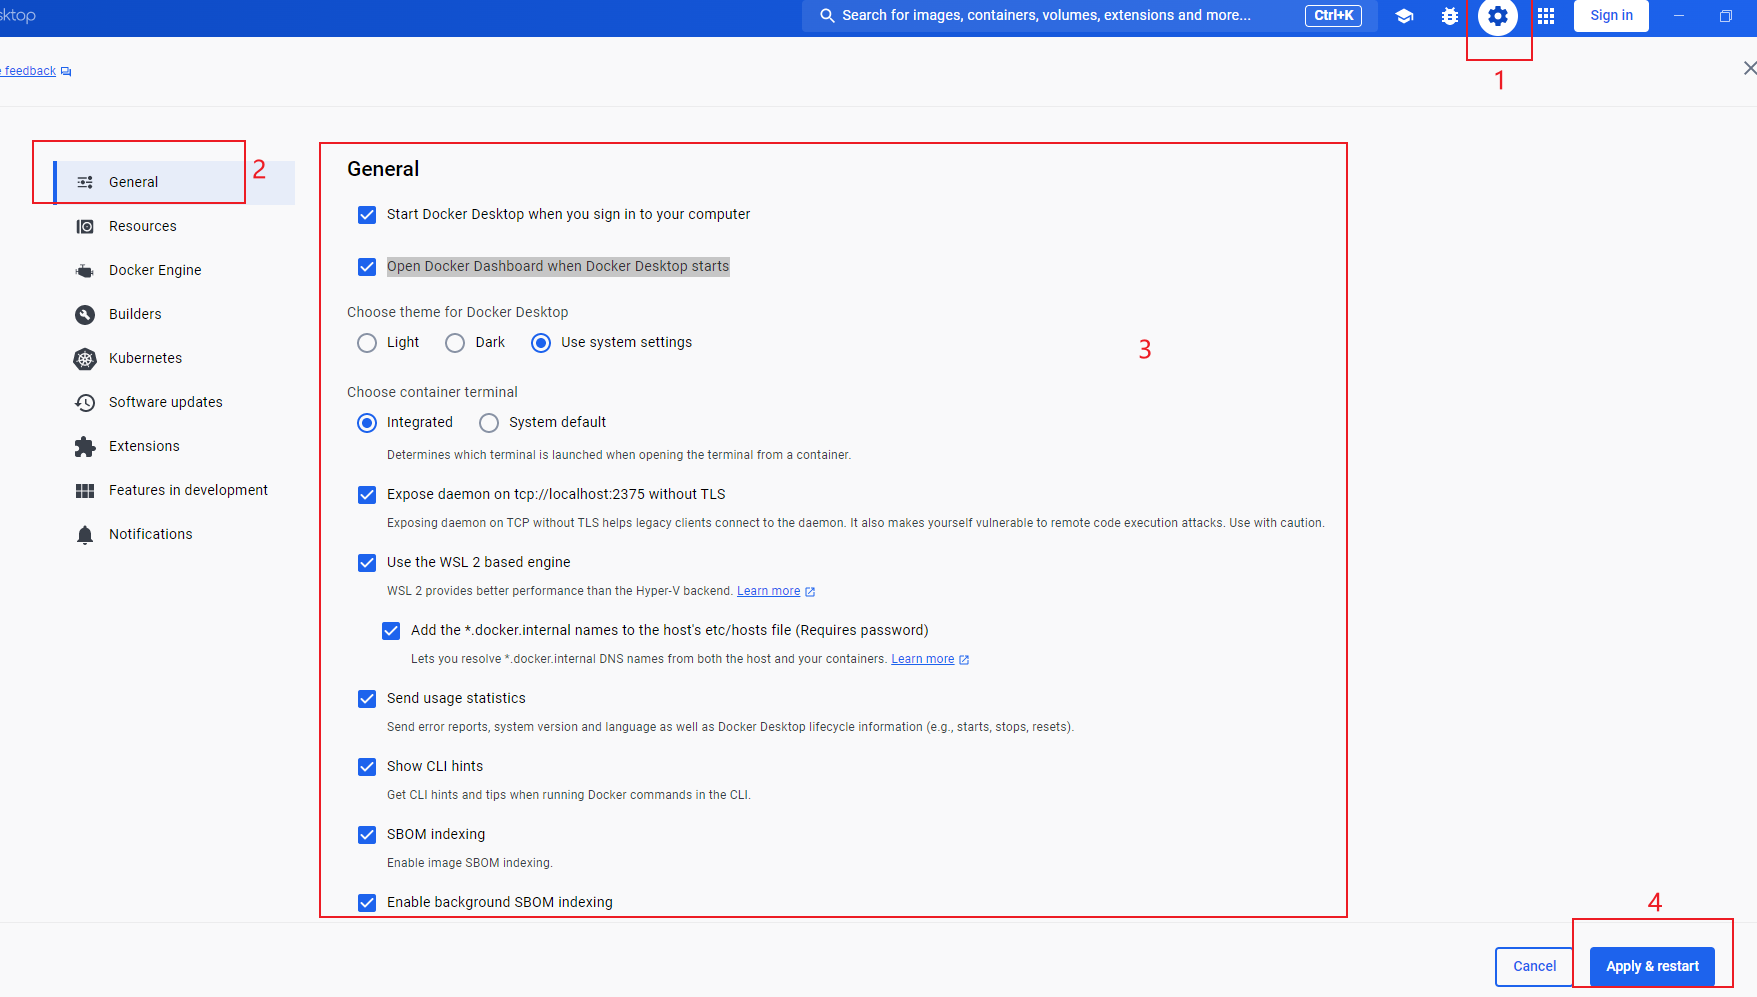 Search for images, containers, volumes, extensions and more...
Ctrl+K
Sign in
feedback
1
2
General
Resources
Docker Engine
Builders
Kubernetes
Software updates
Extensions
Features in development
Notifications
General
Start Docker Desktop when you sign in to your computer
Open Docker Dashboard when Docker Desktop starts
Choose theme for Docker Desktop
Light Dark Use system settings
3
Choose container terminal
Integrated System default
Determines which terminal is launched when opening the terminal from a container.
Expose daemon on tcp://localhost:2375 without TLS
Exposing daemon on TCP without TLS helps legacy clients connect to the daemon. It also makes yourself vulnerable to remote code execution attacks. Use with caution.
Use the WSL 2 based engine
WSL 2 provides better performance than the Hyper-V backend. Learn more
Add the *.docker.internal names to the host's etc/hosts file (Requires password)
Lets you resolve *.docker.internal DNS names from both the host and your containers. Learn more
Send usage statistics
Send error reports, system version and language as well as Docker Desktop lifecycle information (e.g., starts, stops, resets).
Show CLI hints
Get CLI hints and tips when running Docker commands in the CLI.
SBOM indexing
Enable image SBOM indexing.
Enable background SBOM indexing
4
Cancel
Apply & restart